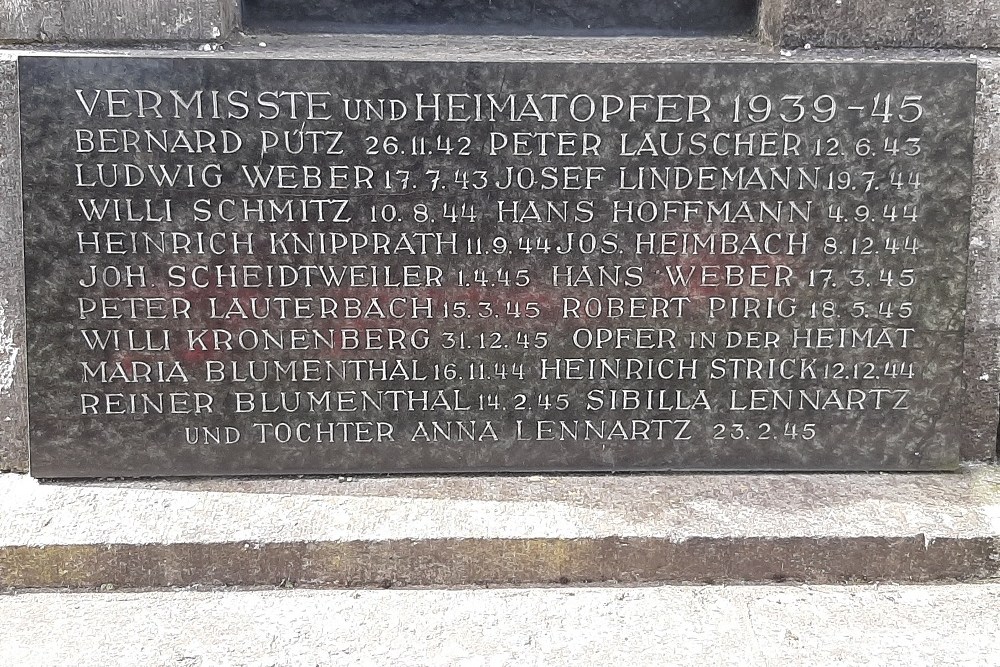 VERMISSTE UND HEIMATOPFER 1939-45
BERNARD PÜTZ 26.11.42 PETER LAUSCHER 12.6.43
LUDWIG WEBER 17.7.43 JOSEF LINDEMANN 19.7.44
WILLI SCHMITZ 10.8.44 HANS HOFFMANN 4.9.44
HEINRICH KNIPPRATH 11.9.44 JOS. HEIMBACH 8.12.44
JOH. SCHEIDTWEILER 1.4.45 HANS WEBER 17.3.45
PETER LAUTERBACH 15.3.45 ROBERT PIRIG 18.5.45
WILLI KRONENBERG 31.12.45 OPFER IN DER HEIMAT
MARIA BLUMENTHAL 16.11.44 HEINRICH STRICK 12.12.44
REINER BLUMENTHAL 14.2.45 SIBILLA LENNARTZ
UND TOCHTER ANNA LENNARTZ 23.2.45